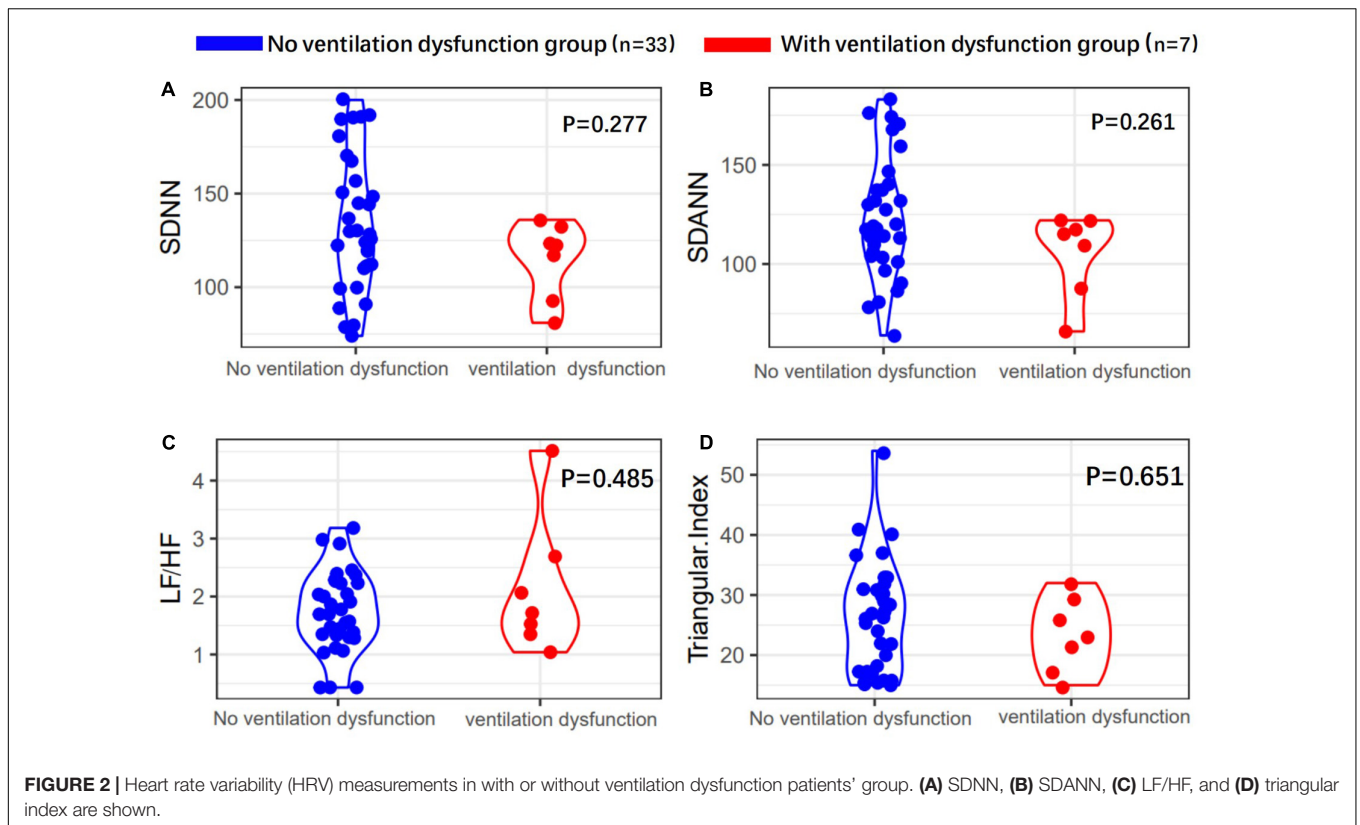 No ventilation dysfunction group (n=33) With ventilation dysfunction group (n=7)
A
200
150
100
SDNN
P=0.277
No ventilation dysfunction ventilation dysfunction
B
150
100
SDANN
P=0.261
No ventilation dysfunction ventilation dysfunction
C
4
3
2
1
LF/HF
P=0.485
No ventilation dysfunction ventilation dysfunction
D
50
40
30
20
Triangular.Index
P=0.651
No ventilation dysfunction ventilation dysfunction
FIGURE 2 | Heart rate variability (HRV) measurements in with or without ventilation dysfunction patients' group. (A) SDNN, (B) SDANN, (C) LF/HF, and (D) triangular
index are shown.